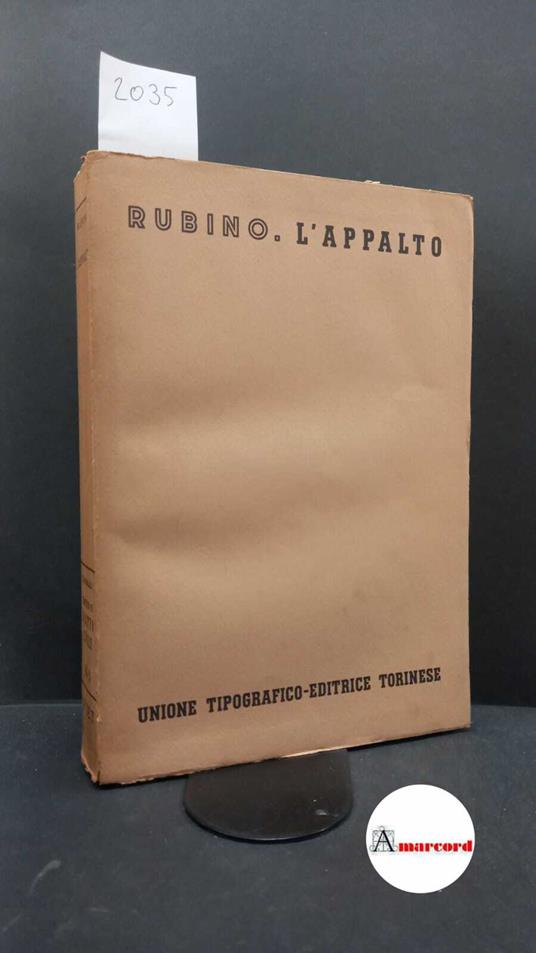 2035
RUBINO. L'APPALTO
UNIONE TIPOGRAFICO-EDITRICE TORINESE
Amarcord